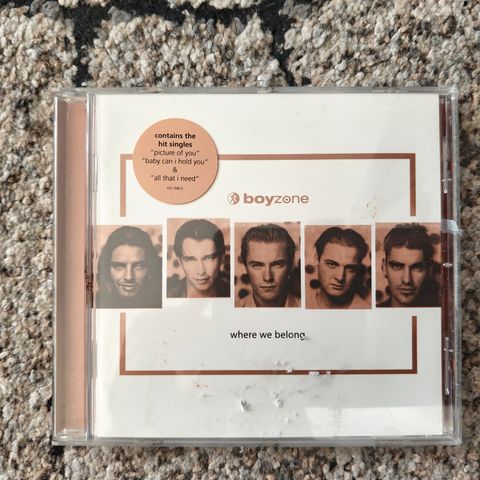 contains the
hit singles
"picture of you"
"baby can i hold you"
&
"all that i need"
boyzone
where we belong.